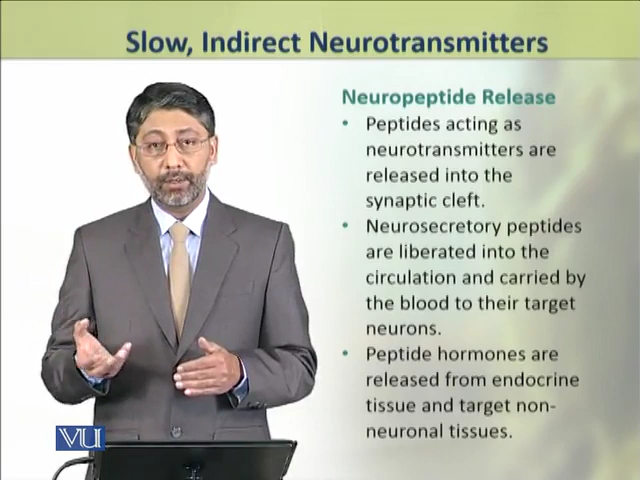 Slow, Indirect Neurotransmitters
Neuropeptide Release
• Peptides acting as
neurotransmitters are
released into the
synaptic cleft.
• Neurosecretory peptides
are liberated into the
circulation and carried by
the blood to their target
neurons.
• Peptide hormones are
released from endocrine
tissue and target non-
neuronal tissues.
VU